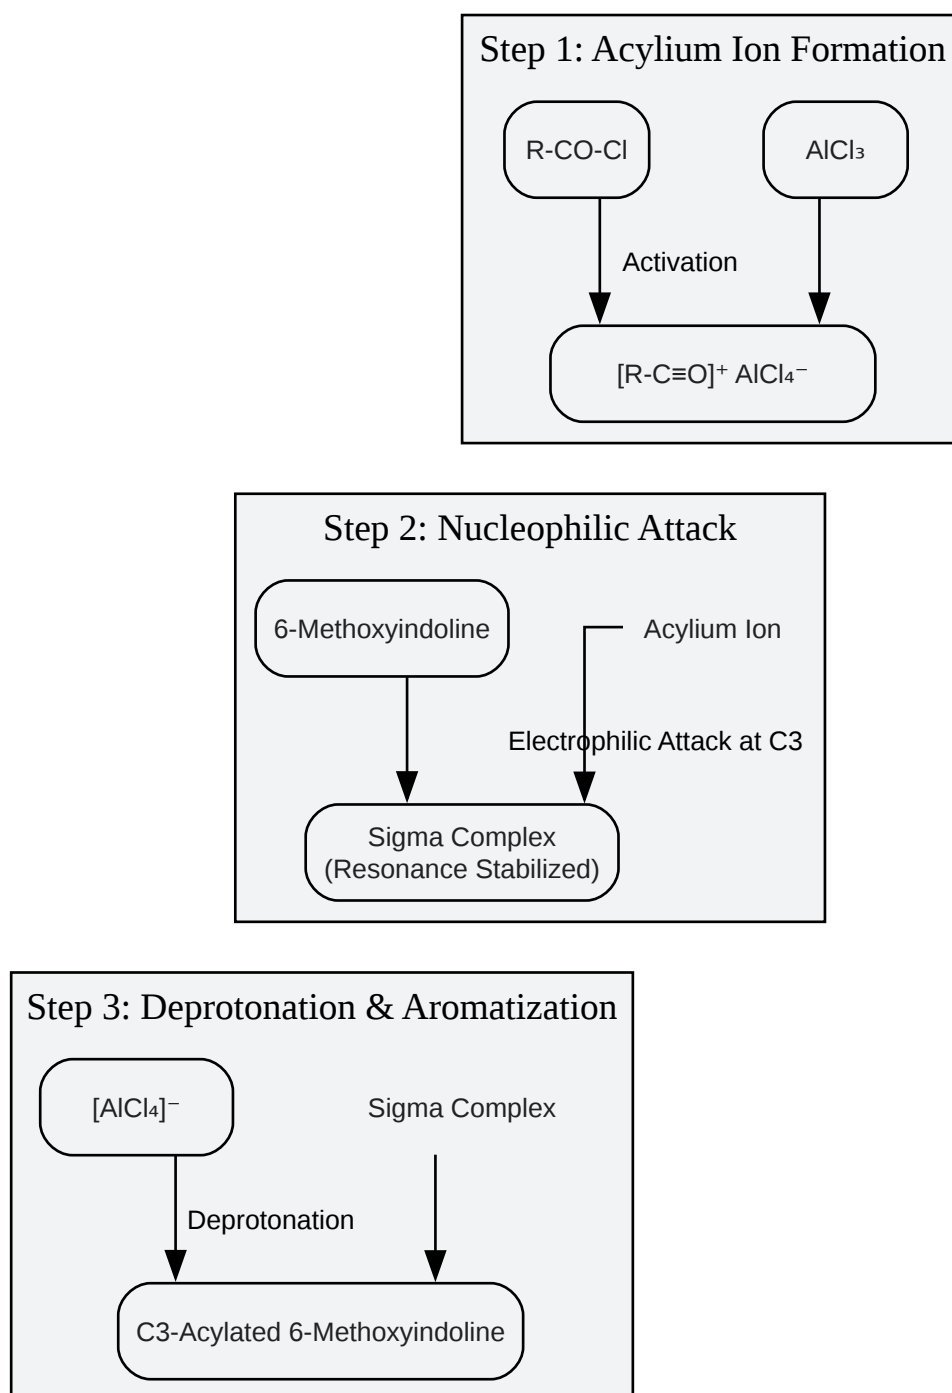 Step 1: Acylium Ion Formation
R-CO-Cl
AlCl₃
Activation
[R-C≡O]⁺ AlCl₄⁻
Step 2: Nucleophilic Attack
6-Methoxyindoline
Acylium Ion
Electrophilic Attack at C3
Sigma Complex
(Resonance Stabilized)
Step 3: Deprotonation & Aromatization
[AlCl₄]⁻
Sigma Complex
Deprotonation
C3-Acylated 6-Methoxyindoline